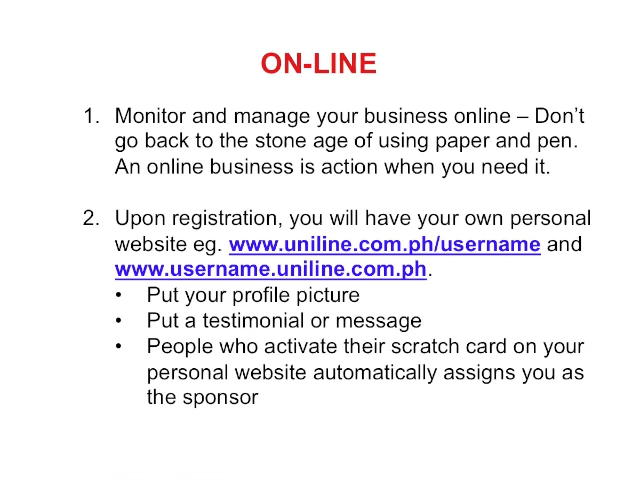 ON-LINE
1. Monitor and manage your business online – Don't
go back to the stone age of using paper and pen.
An online business is action when you need it.
2. Upon registration, you will have your own personal
website eg. www.uniline.com.ph/username and
www.username.uniline.com.ph.
• Put your profile picture
• Put a testimonial or message
• People who activate their scratch card on your
personal website automatically assigns you as
the sponsor